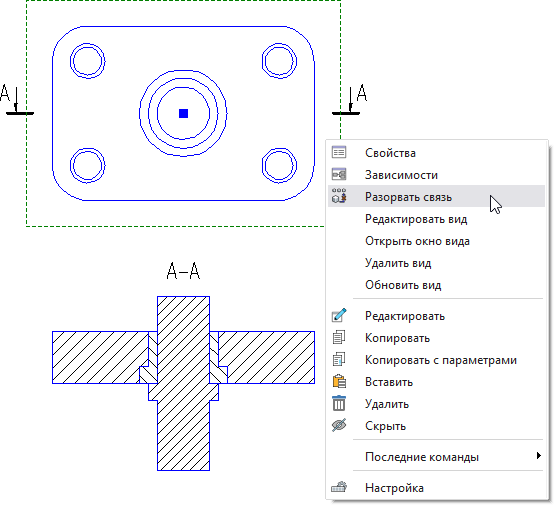 А
А
А-А
Свойства
Зависимости
Разорвать связь
Редактировать вид
Открыть окно вида
Удалить вид
Обновить вид
Редактировать
Копировать
Копировать с параметрами
Вставить
Удалить
Скрыть
Последние команды
Настройка